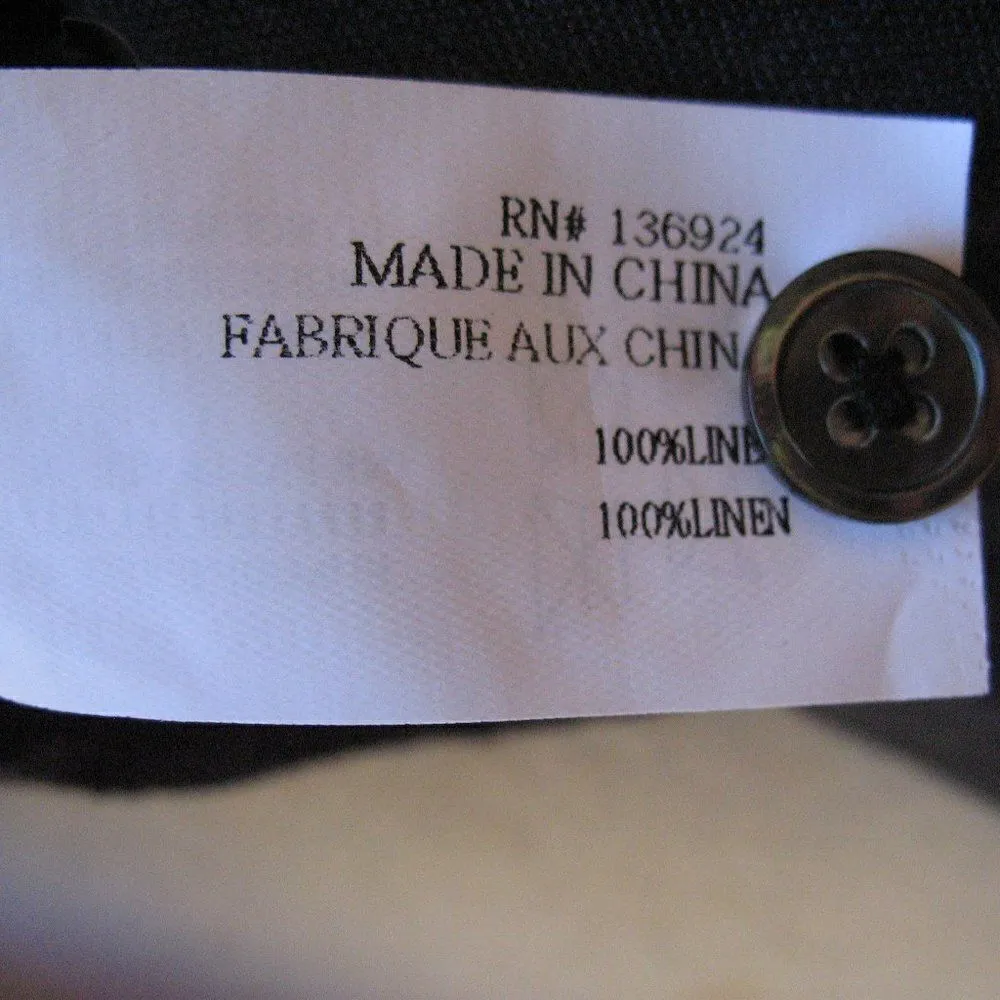 RN# 136924
MADE IN CHINA
FABRIQUE AUX CHIN
100%LINE
100%LINEN